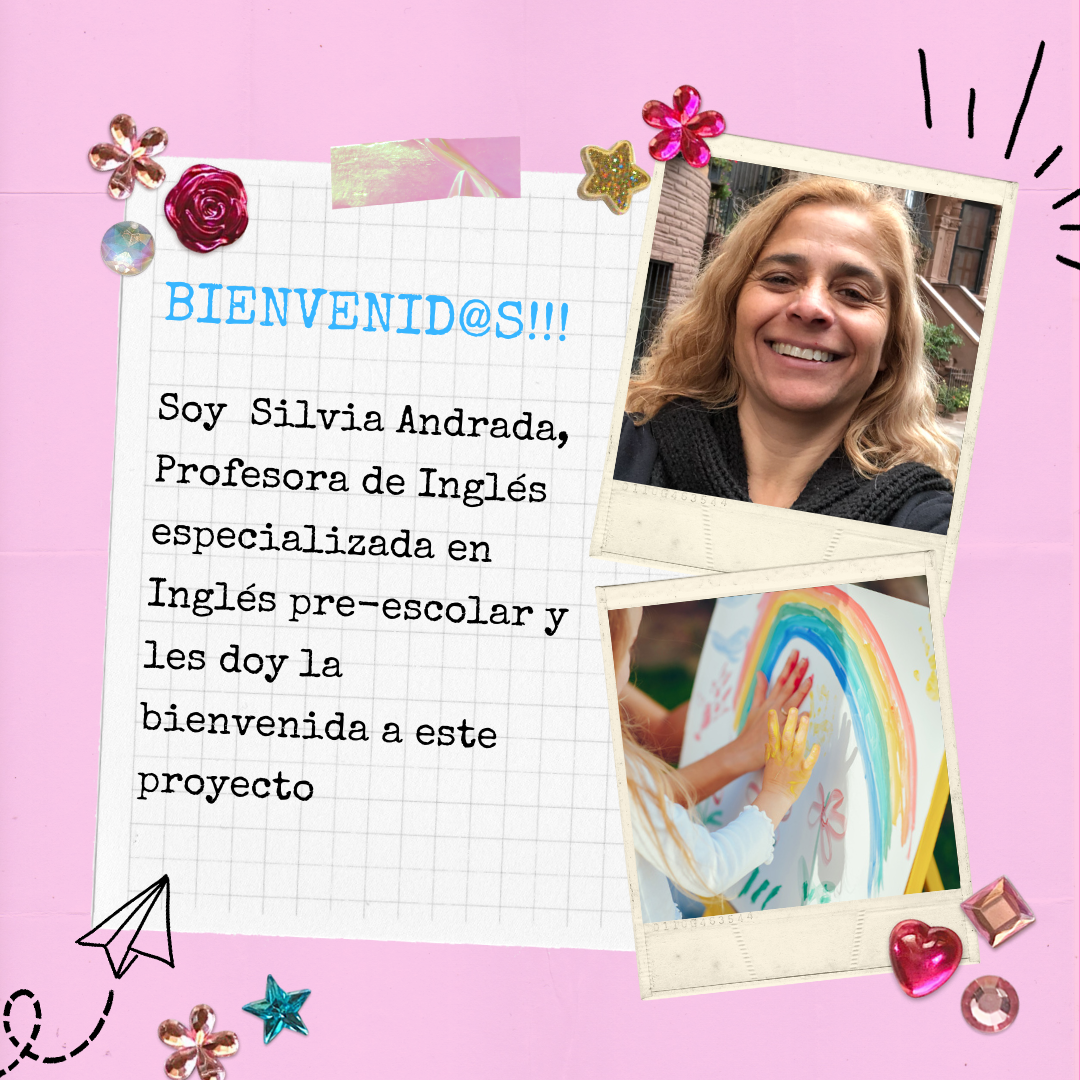 BIENVENID@S!!!
Soy Silvia Andrada,
Profesora de Inglés
especializada en
Inglés pre-escolar y
les doy la
bienvenida a este
proyecto